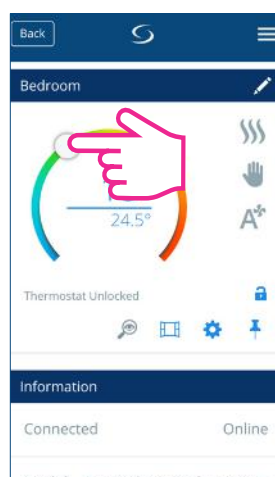 Back
Bedroom
24.5°
A
Thermostat Unlocked
Information
Connected Online